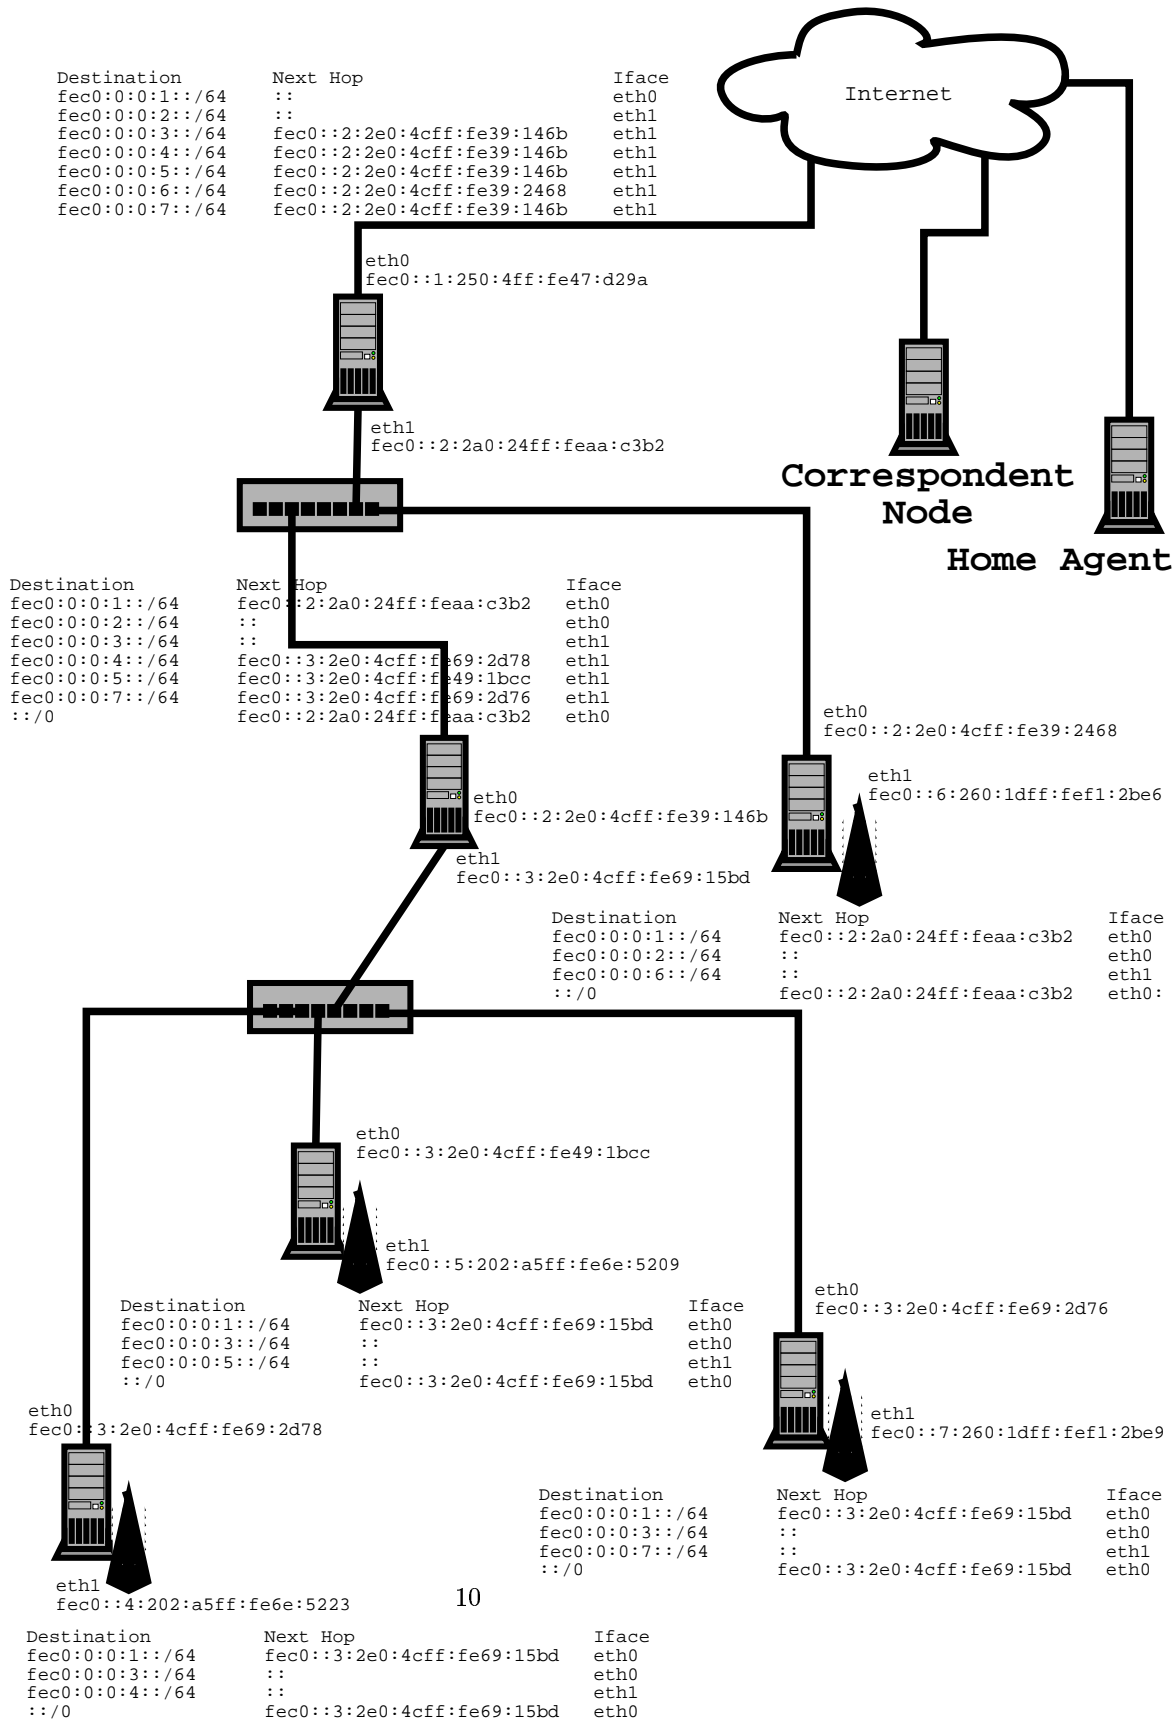 Internet
Destination Next Hop Iface
fec0:0:0:1::/64 :: eth0
fec0:0:0:2::/64 :: eth1
fec0:0:0:3::/64 fec0::2:2e0:4cff:fe39:146b eth1
fec0:0:0:4::/64 fec0::2:2e0:4cff:fe39:146b eth1
fec0:0:0:5::/64 fec0::2:2e0:4cff:fe39:146b eth1
fec0:0:0:6::/64 fec0::2:2e0:4cff:fe39:2468 eth1
fec0:0:0:7::/64 fec0::2:2e0:4cff:fe39:146b eth1
eth0
fec0::1:250:4ff:fe47:d29a
eth1
fec0::2:2a0:24ff:feaa:c3b2
Correspondent
Node
Home Agent
Destination Next Hop Iface
fec0:0:0:1::/64 fec0::2:2a0:24ff:feaa:c3b2 eth0
fec0:0:0:2::/64 :: eth0
fec0:0:0:3::/64 :: eth1
fec0:0:0:4::/64 fec0::3:2e0:4cff:fe69:2d78 eth1
fec0:0:0:5::/64 fec0::3:2e0:4cff:fe49:1bcc eth1
fec0:0:0:7::/64 fec0::3:2e0:4cff:fe69:2d76 eth1
::/0 fec0::2:2a0:24ff:feaa:c3b2 eth0
eth0
fec0::2:2e0:4cff:fe39:2468
eth1
fec0::6:260:1dff:fef1:2be6
eth0
fec0::2:2e0:4cff:fe39:146b
eth1
fec0::3:2e0:4cff:fe69:15bd
Destination Next Hop Iface
fec0:0:0:1::/64 fec0::2:2a0:24ff:feaa:c3b2 eth0
fec0:0:0:2::/64 :: eth0
fec0:0:0:6::/64 :: eth1
::/0 fec0::2:2a0:24ff:feaa:c3b2 eth0:
eth0
fec0::3:2e0:4cff:fe49:1bcc
eth1
fec0::5:202:a5ff:fe6e:5209
Destination Next Hop Iface
fec0:0:0:1::/64 fec0::3:2e0:4cff:fe69:15bd eth0
fec0:0:0:3::/64 :: eth0
fec0:0:0:5::/64 :: eth1
::/0 fec0::3:2e0:4cff:fe69:15bd eth0
eth0
fec0::3:2e0:4cff:fe69:2d76
eth1
fec0::7:260:1dff:fef1:2be9
eth0
fec0::3:2e0:4cff:fe69:2d78
Destination Next Hop Iface
fec0:0:0:1::/64 fec0::3:2e0:4cff:fe69:15bd eth0
fec0:0:0:3::/64 :: eth0
fec0:0:0:7::/64 :: eth1
::/0 fec0::3:2e0:4cff:fe69:15bd eth0
eth1
fec0::4:202:a5ff:fe6e:5223
10
Destination Next Hop Iface
fec0:0:0:1::/64 fec0::3:2e0:4cff:fe69:15bd eth0
fec0:0:0:3::/64 :: eth0
fec0:0:0:4::/64 :: eth1
::/0 fec0::3:2e0:4cff:fe69:15bd eth0